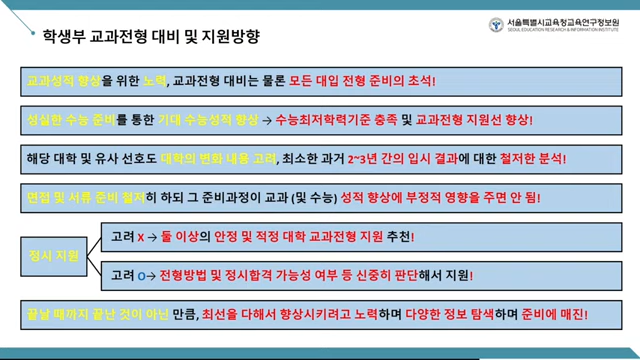 학생부 교과전형 대비 및 지원방향
서울특별시교육청교육연구정보원
SEOUL EDUCATION RESEARCH & INFORMATION INSTITUTE
교과성적 향상을 위한 노력, 교과전형 대비는 물론 모든 대입 전형 준비의 초석!
성실한 수능 준비를 통한 기대 수능성적 향상 → 수능최저학력기준 충족 및 교과전형 지원선 향상!
해당 대학 및 유사 선호도 대학의 변화 내용 고려, 최소한 과거 2~3년 간의 입시 결과에 대한 철저한 분석!
면접 및 서류 준비 철저히 하되 그 준비과정이 교과 (및 수능) 성적 향상에 부정적 영향을 주면 안 됨!
정시 지원
고려 X → 둘 이상의 안정 및 적정 대학 교과전형 지원 추천!
고려 O→ 전형방법 및 정시합격 가능성 여부 등 신중히 판단해서 지원!
끝날 때까지 끝난 것이 아닌 만큼, 최선을 다해서 향상시키려고 노력하며 다양한 정보 탐색하며 준비에 매진!